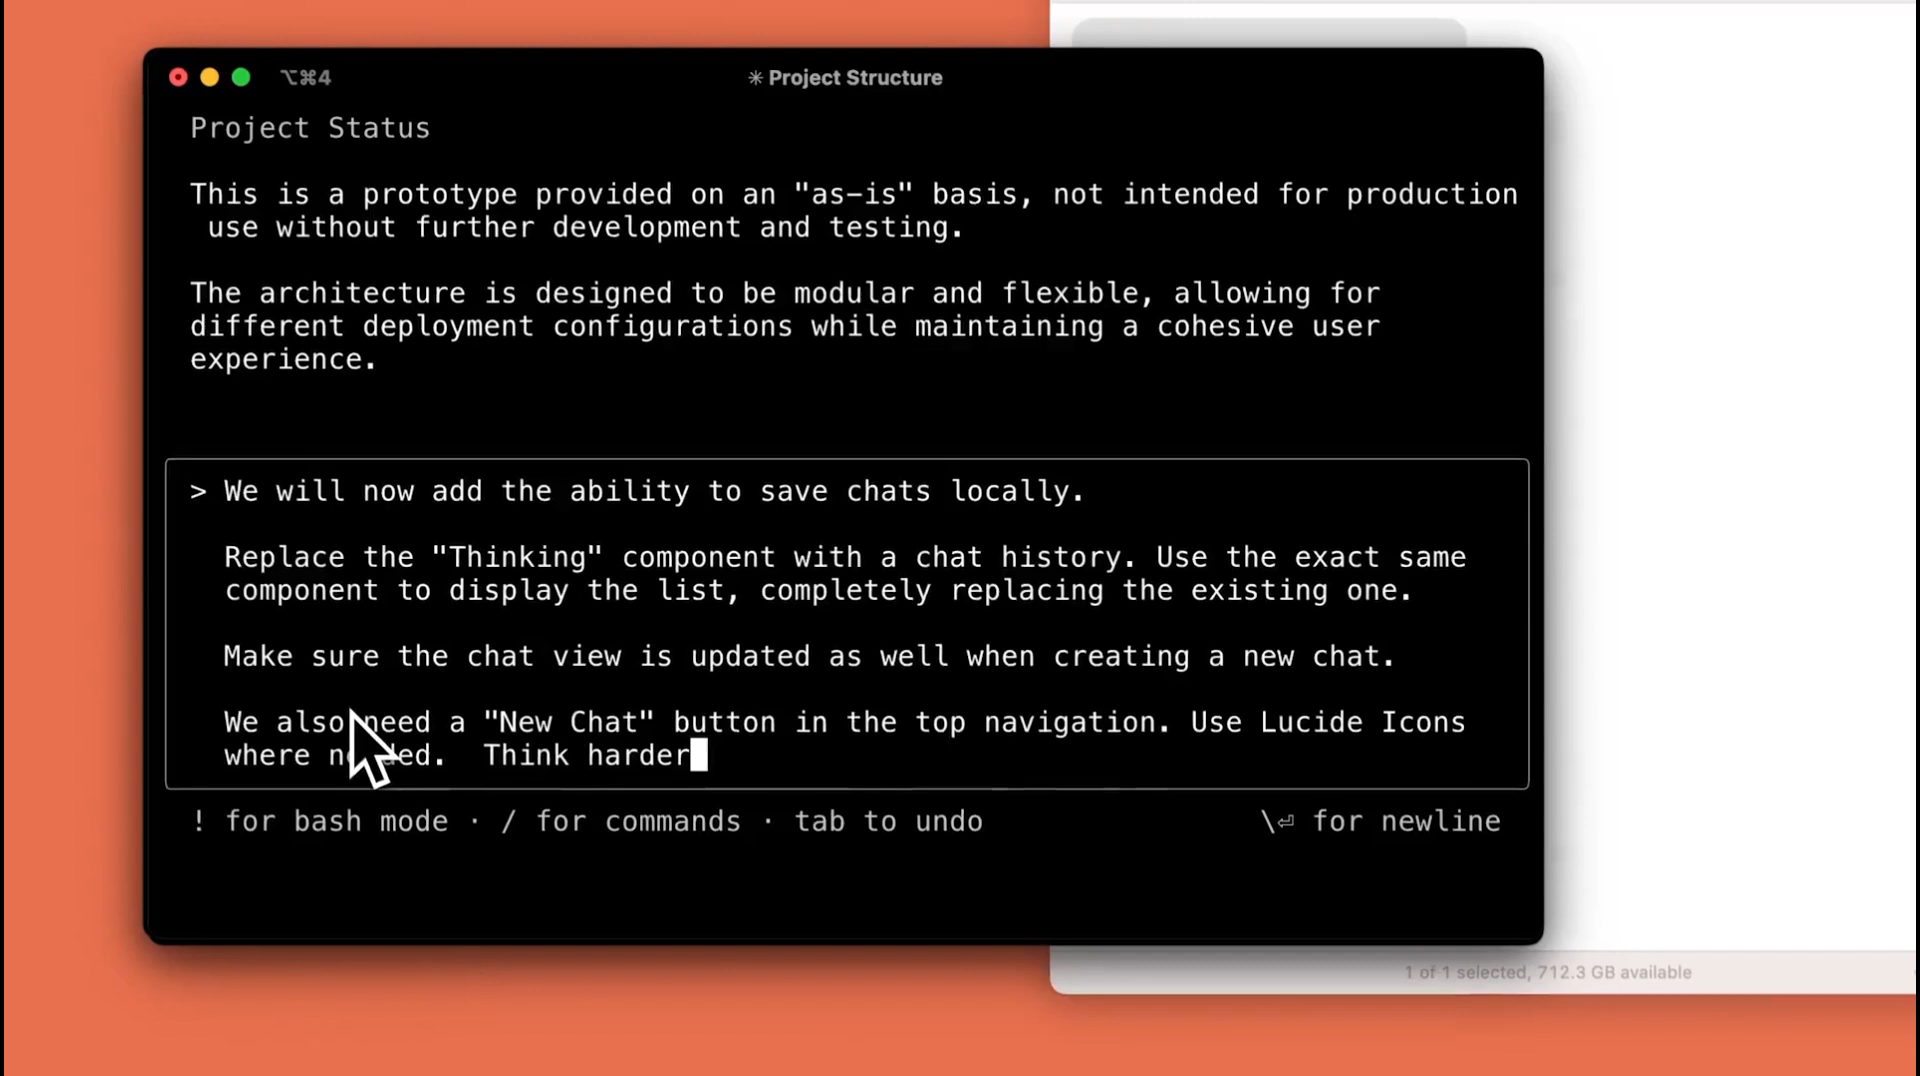 ⌥⌘4
✳ Project Structure
Project Status
This is a prototype provided on an "as-is" basis, not intended for production
use without further development and testing.
The architecture is designed to be modular and flexible, allowing for
different deployment configurations while maintaining a cohesive user
experience.
> We will now add the ability to save chats locally.
Replace the "Thinking" component with a chat history. Use the exact same
component to display the list, completely replacing the existing one.
Make sure the chat view is updated as well when creating a new chat.
We also need a "New Chat" button in the top navigation. Use Lucide Icons
where needed.  Think harder
! for bash mode · / for commands · tab to undo
\⏎ for newline
1 of 1 selected, 712.3 GB available